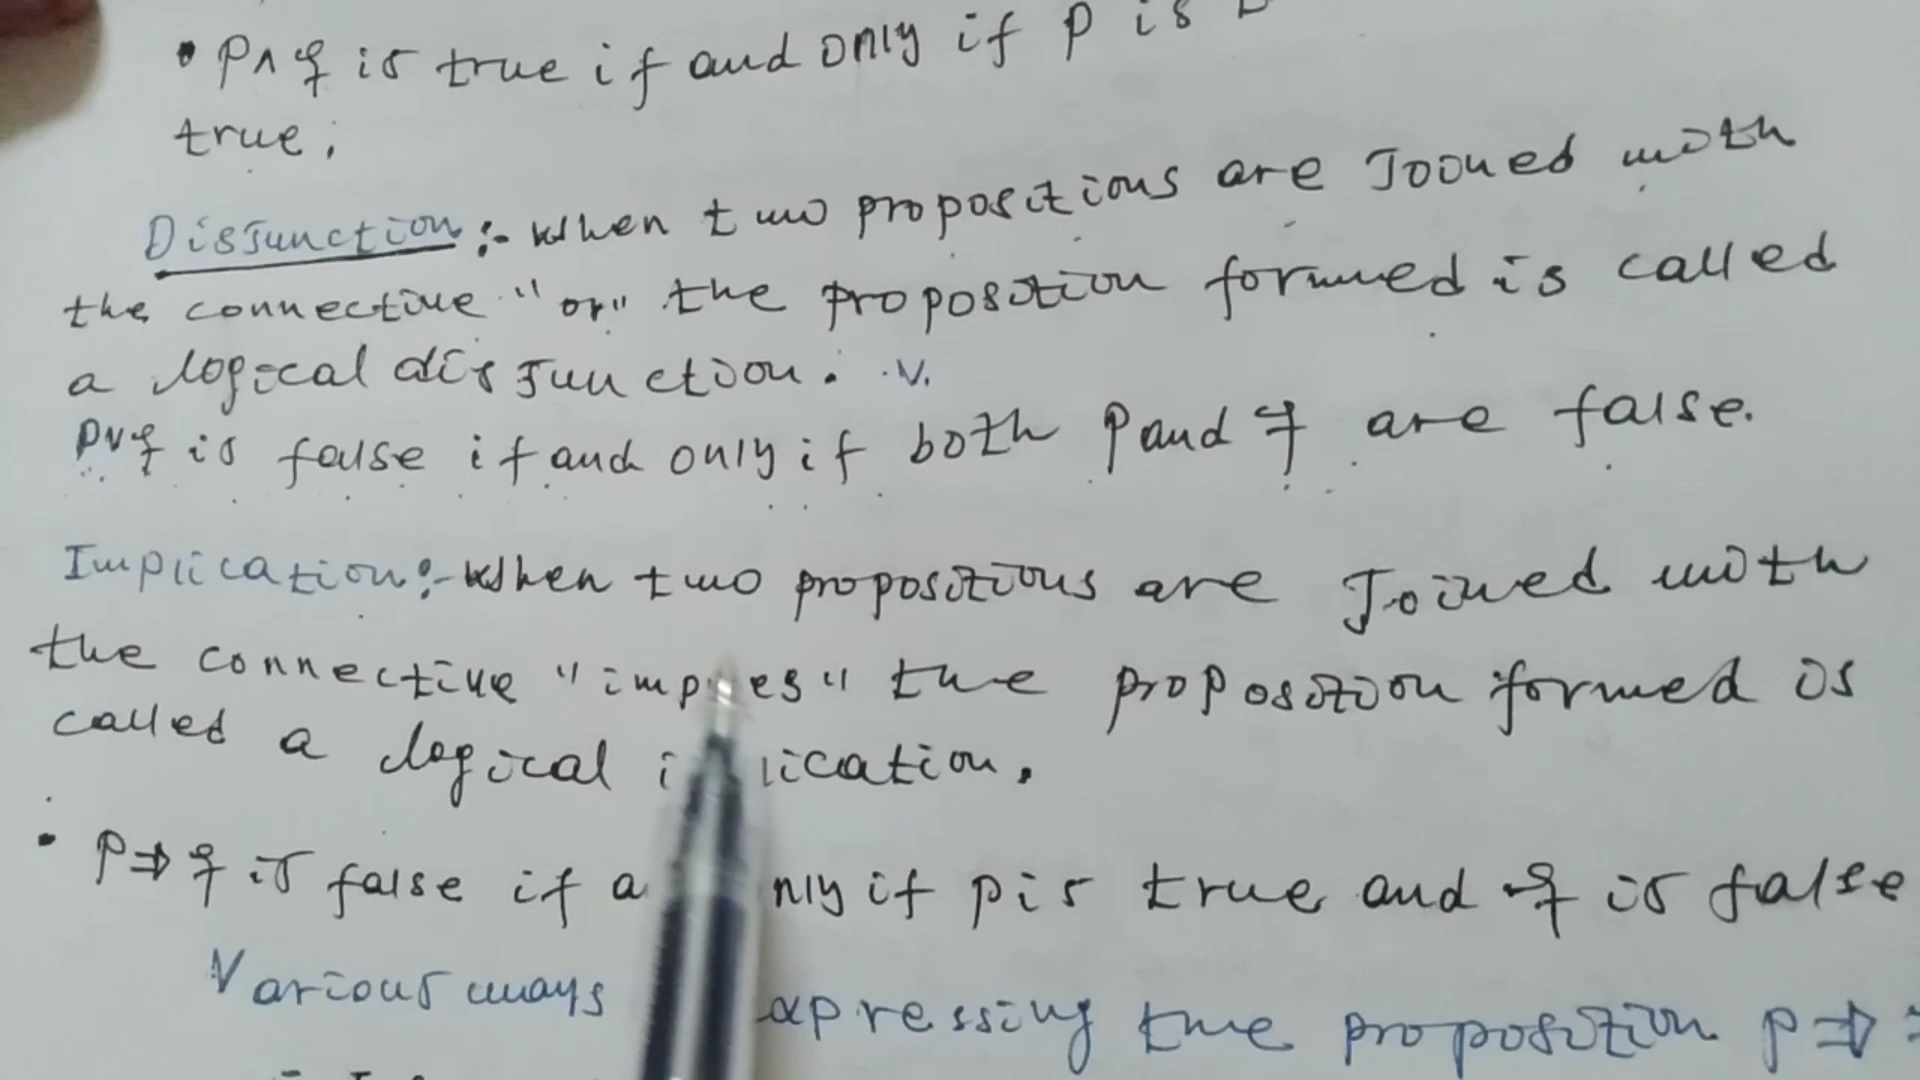 • p∧q is true if and only if p is
true;
Disjunction :- when two propositions are Joined with
the connective "or" the proposition formed is called
a logical disjunction. v.
p∨q is false if and only if both p and q are false.
Implication :- when two propositions are Joined with
the connective the proposition formed is
called a logical
• p⇒q is false if only if p is true and q is false
Various ways the proposition p⇒